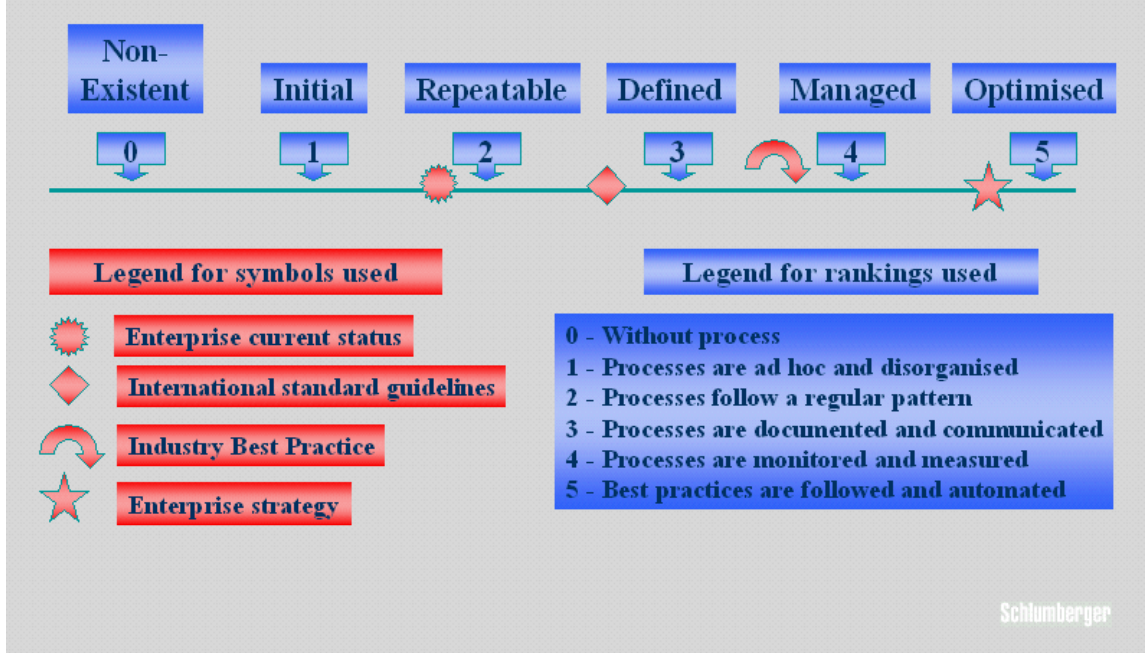 Non-
Existent
Initial
Repeatable
Defined
Managed
Optimised
0
1
2
3
4
5
Legend for symbols used
Enterprise current status
International standard guidelines
Industry Best Practice
Enterprise strategy
Legend for rankings used
0 - Without process
1 - Processes are ad hoc and disorganised
2 - Processes follow a regular pattern
3 - Processes are documented and communicated
4 - Processes are monitored and measured
5 - Best practices are followed and automated
Schlumberger